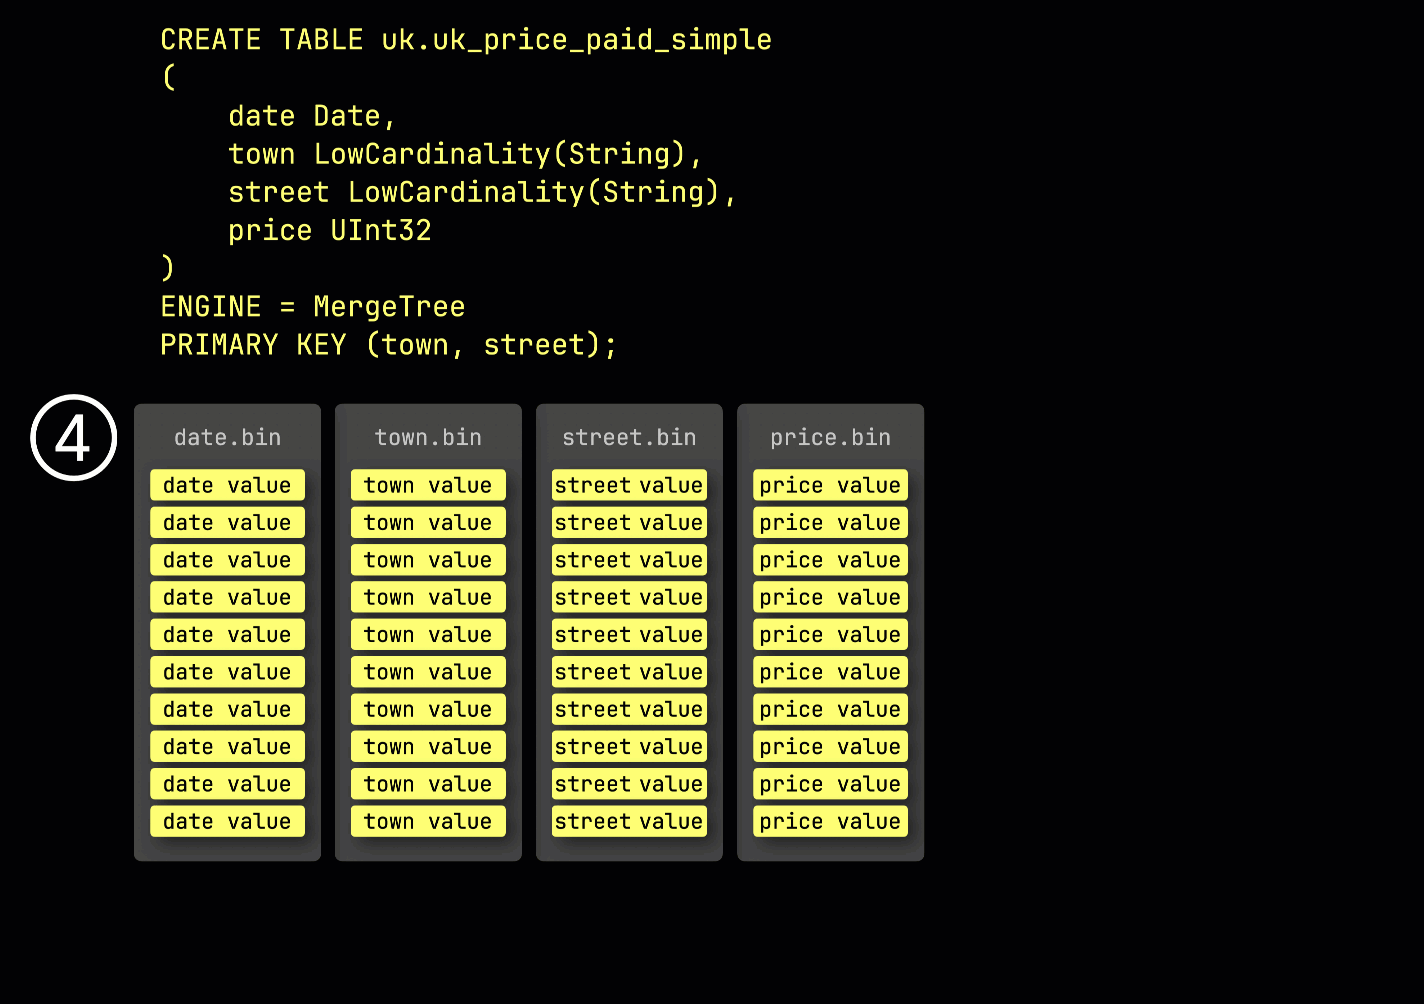 CREATE TABLE uk.uk_price_paid_simple
(
    date Date,
    town LowCardinality(String),
    street LowCardinality(String),
    price UInt32
)
ENGINE = MergeTree
PRIMARY KEY (town, street);
4
date.bin town.bin street.bin price.bin
date value town value street value price value
date value town value street value price value
date value town value street value price value
date value town value street value price value
date value town value street value price value
date value town value street value price value
date value town value street value price value
date value town value street value price value
date value town value street value price value
date value town value street value price value